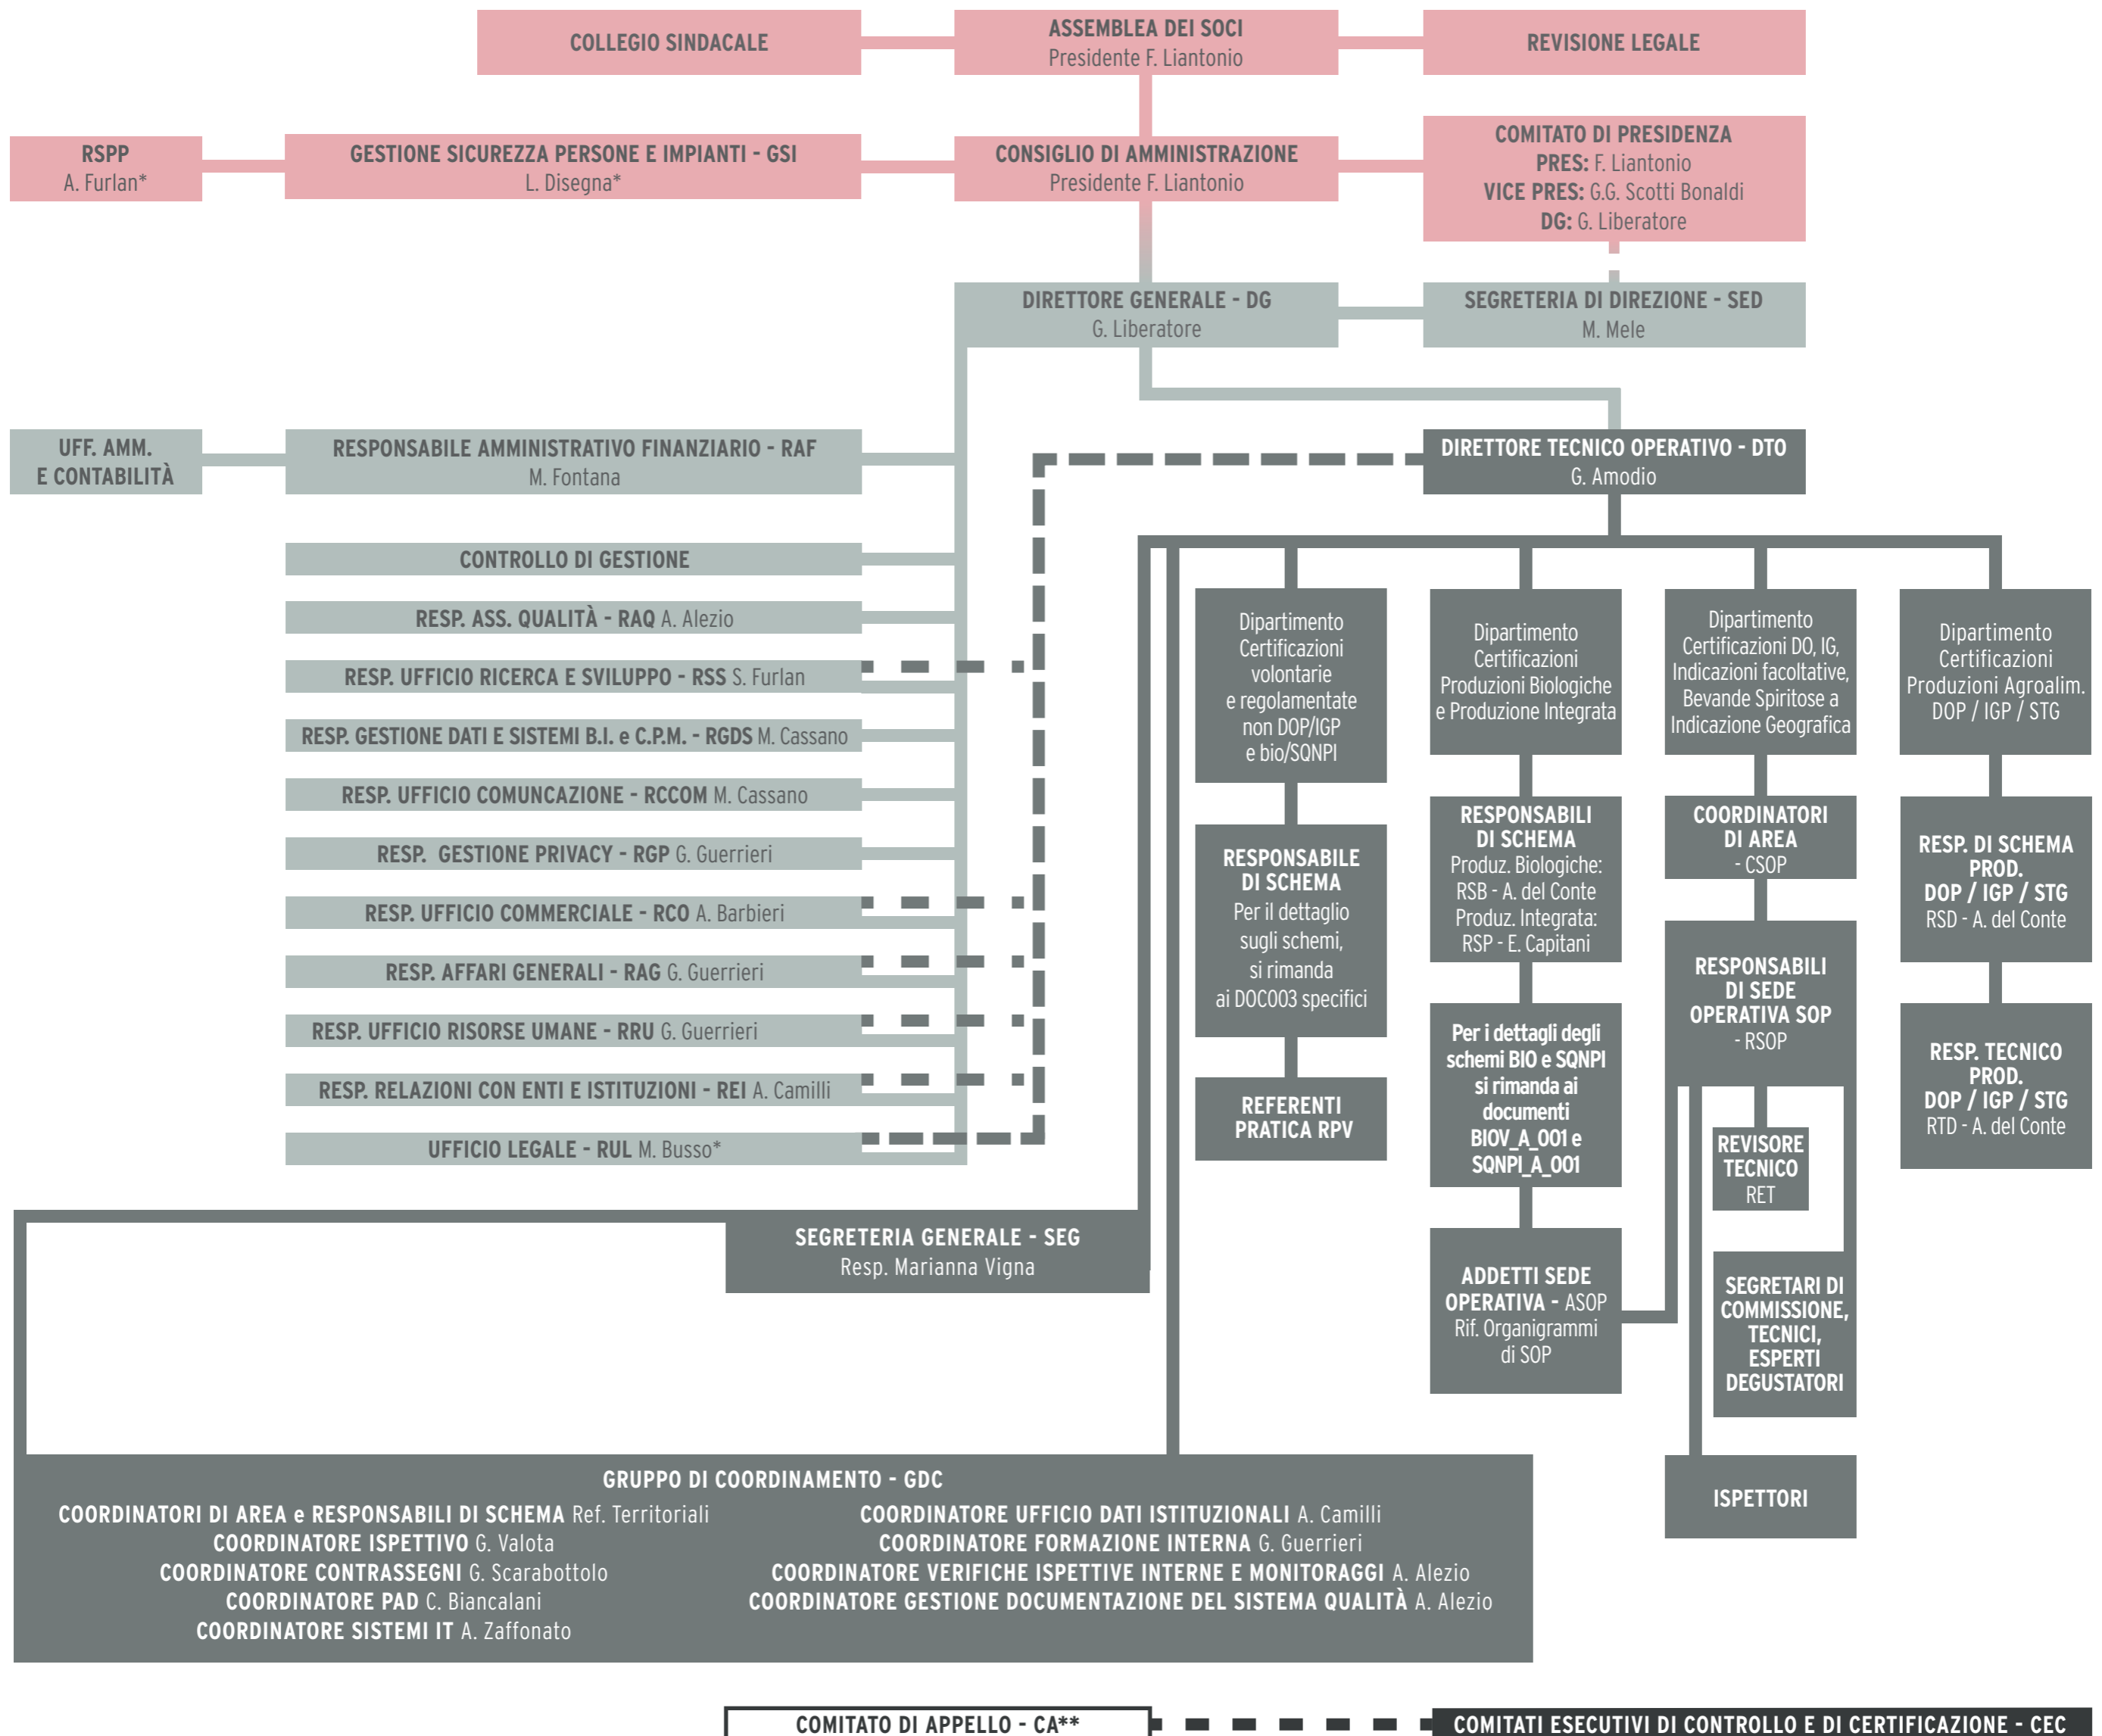 COLLEGIO SINDACALE
ASSEMBLEA DEI SOCI
Presidente F. Liantonio
REVISIONE LEGALE
RSPP
A. Furlan*
GESTIONE SICUREZZA PERSONE E IMPIANTI - GSI
L. Disegna*
CONSIGLIO DI AMMINISTRAZIONE
Presidente F. Liantonio
COMITATO DI PRESIDENZA
PRES: F. Liantonio
VICE PRES: G.G. Scotti Bonaldi
DG: G. Liberatore
DIRETTORE GENERALE - DG
G. Liberatore
SEGRETERIA DI DIREZIONE - SED
M. Mele
UFF. AMM.
E CONTABILITÀ
RESPONSABILE AMMINISTRATIVO FINANZIARIO - RAF
M. Fontana
DIRETTORE TECNICO OPERATIVO - DTO
G. Amodio
CONTROLLO DI GESTIONE
RESP. ASS. QUALITÀ - RAQ A. Alezio
RESP. UFFICIO RICERCA E SVILUPPO - RSS S. Furlan
RESP. GESTIONE DATI E SISTEMI B.I. e C.P.M. - RGDS M. Cassano
RESP. UFFICIO COMUNCAZIONE - RCCOM M. Cassano
RESP. GESTIONE PRIVACY - RGP G. Guerrieri
RESP. UFFICIO COMMERCIALE - RCO A. Barbieri
RESP. AFFARI GENERALI - RAG G. Guerrieri
RESP. UFFICIO RISORSE UMANE - RRU G. Guerrieri
RESP. RELAZIONI CON ENTI E ISTITUZIONI - REI A. Camilli
UFFICIO LEGALE - RUL M. Busso*
Dipartimento
Certificazioni
volontarie
e regolamentate
non DOP/IGP
e bio/SQNPI
RESPONSABILE
DI SCHEMA
Per il dettaglio
sugli schemi,
si rimanda
ai DOC003 specifici
REFERENTI
PRATICA RPV
Dipartimento
Certificazioni
Produzioni Biologiche
e Produzione Integrata
RESPONSABILI
DI SCHEMA
Produz. Biologiche:
RSB - A. del Conte
Produz. Integrata:
RSP - E. Capitani
Per i dettagli degli
schemi BIO e SQNPI
si rimanda ai
documenti
BIOV_A_001 e
SQNPI_A_001
ADDETTI SEDE
OPERATIVA - ASOP
Rif. Organigrammi
di SOP
Dipartimento
Certificazioni DO, IG,
Indicazioni facoltative,
Bevande Spiritose a
Indicazione Geografica
COORDINATORI
DI AREA
- CSOP
RESPONSABILI
DI SEDE
OPERATIVA SOP
- RSOP
REVISORE
TECNICO
RET
SEGRETARI DI
COMMISSIONE,
TECNICI,
ESPERTI
DEGUSTATORI
ISPETTORI
Dipartimento
Certificazioni
Produzioni Agroalim.
DOP / IGP / STG
RESP. DI SCHEMA
PROD.
DOP / IGP / STG
RSD - A. del Conte
RESP. TECNICO
PROD.
DOP / IGP / STG
RTD - A. del Conte
SEGRETERIA GENERALE - SEG
Resp. Marianna Vigna
GRUPPO DI COORDINAMENTO - GDC
COORDINATORI DI AREA e RESPONSABILI DI SCHEMA Ref. Territoriali
COORDINATORE ISPETTIVO G. Valota
COORDINATORE CONTRASSEGNI G. Scarabottolo
COORDINATORE PAD C. Biancalani
COORDINATORE SISTEMI IT A. Zaffonato
COORDINATORE UFFICIO DATI ISTITUZIONALI A. Camilli
COORDINATORE FORMAZIONE INTERNA G. Guerrieri
COORDINATORE VERIFICHE ISPETTIVE INTERNE E MONITORAGGI A. Alezio
COORDINATORE GESTIONE DOCUMENTAZIONE DEL SISTEMA QUALITÀ A. Alezio
COMITATO DI APPELLO - CA**
COMITATI ESECUTIVI DI CONTROLLO E DI CERTIFICAZIONE - CEC